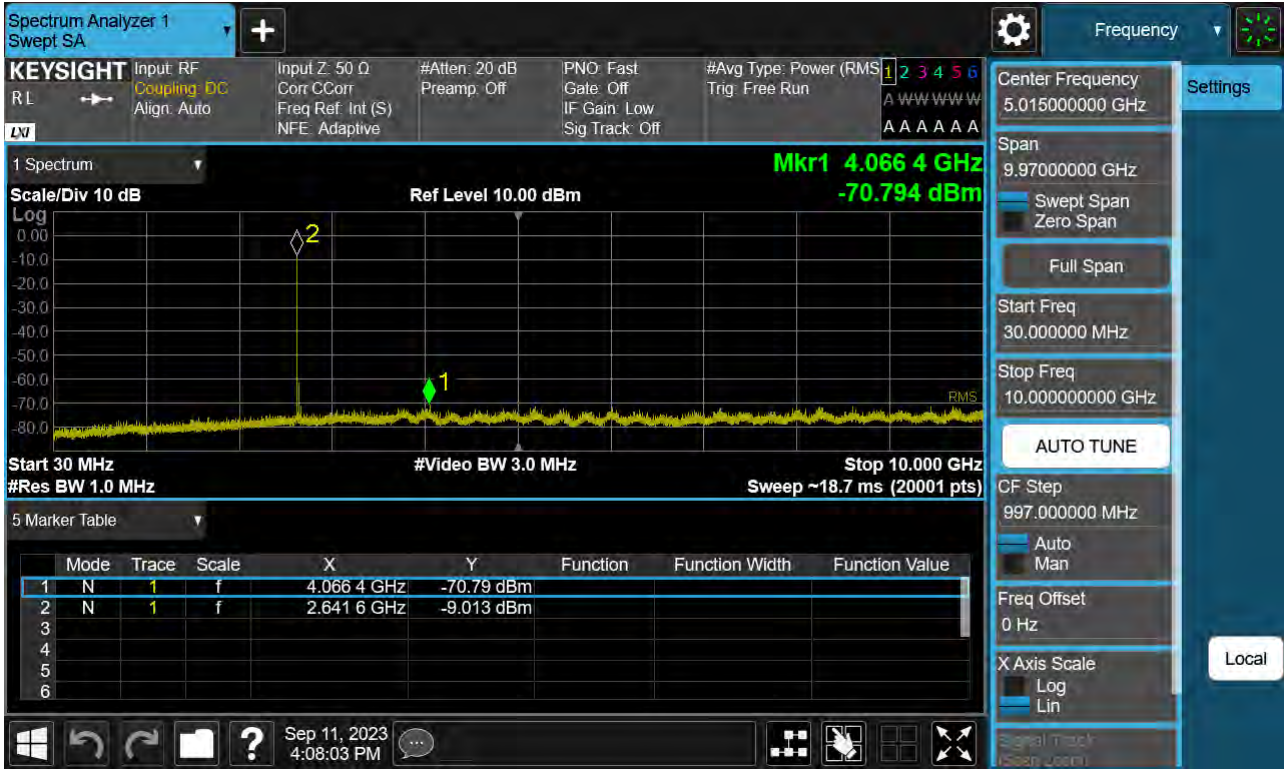 Spectrum Analyzer 1
Swept SA
Frequency
KEYSIGHT
RL
LXI
Input: RF
Coupling: DC
Align: Auto
Input Z: 50 Ω
Corr CCorr
Freq Ref: Int (S)
NFE: Adaptive
#Atten: 20 dB
Preamp: Off
PNO: Fast
Gate: Off
IF Gain: Low
Sig Track: Off
#Avg Type: Power (RMS
Trig: Free Run
1 2 3 4 5 6
A W W W W W
A A A A A A
1 Spectrum
Mkr1 4.066 4 GHz
-70.794 dBm
Scale/Div 10 dB
Ref Level 10.00 dBm
Log
0.00
-10.0
-20.0
-30.0
-40.0
-50.0
-60.0
-70.0
-80.0
2
1
RMS
Start 30 MHz
#Video BW 3.0 MHz
Stop 10.000 GHz
#Res BW 1.0 MHz
Sweep ~18.7 ms (20001 pts)
5 Marker Table
Mode Trace Scale X Y Function Function Width Function Value
1 N 1 f 4.066 4 GHz -70.79 dBm
2 N 1 f 2.641 6 GHz -9.013 dBm
3
4
5
6
Sep 11, 2023
4:08:03 PM
Center Frequency
5.015000000 GHz
Settings
Span
9.97000000 GHz
Swept Span
Zero Span
Full Span
Start Freq
30.000000 MHz
Stop Freq
10.000000000 GHz
AUTO TUNE
CF Step
997.000000 MHz
Auto
Man
Freq Offset
0 Hz
X Axis Scale
Log
Lin
Local
Signal Track
(Span Zoom)